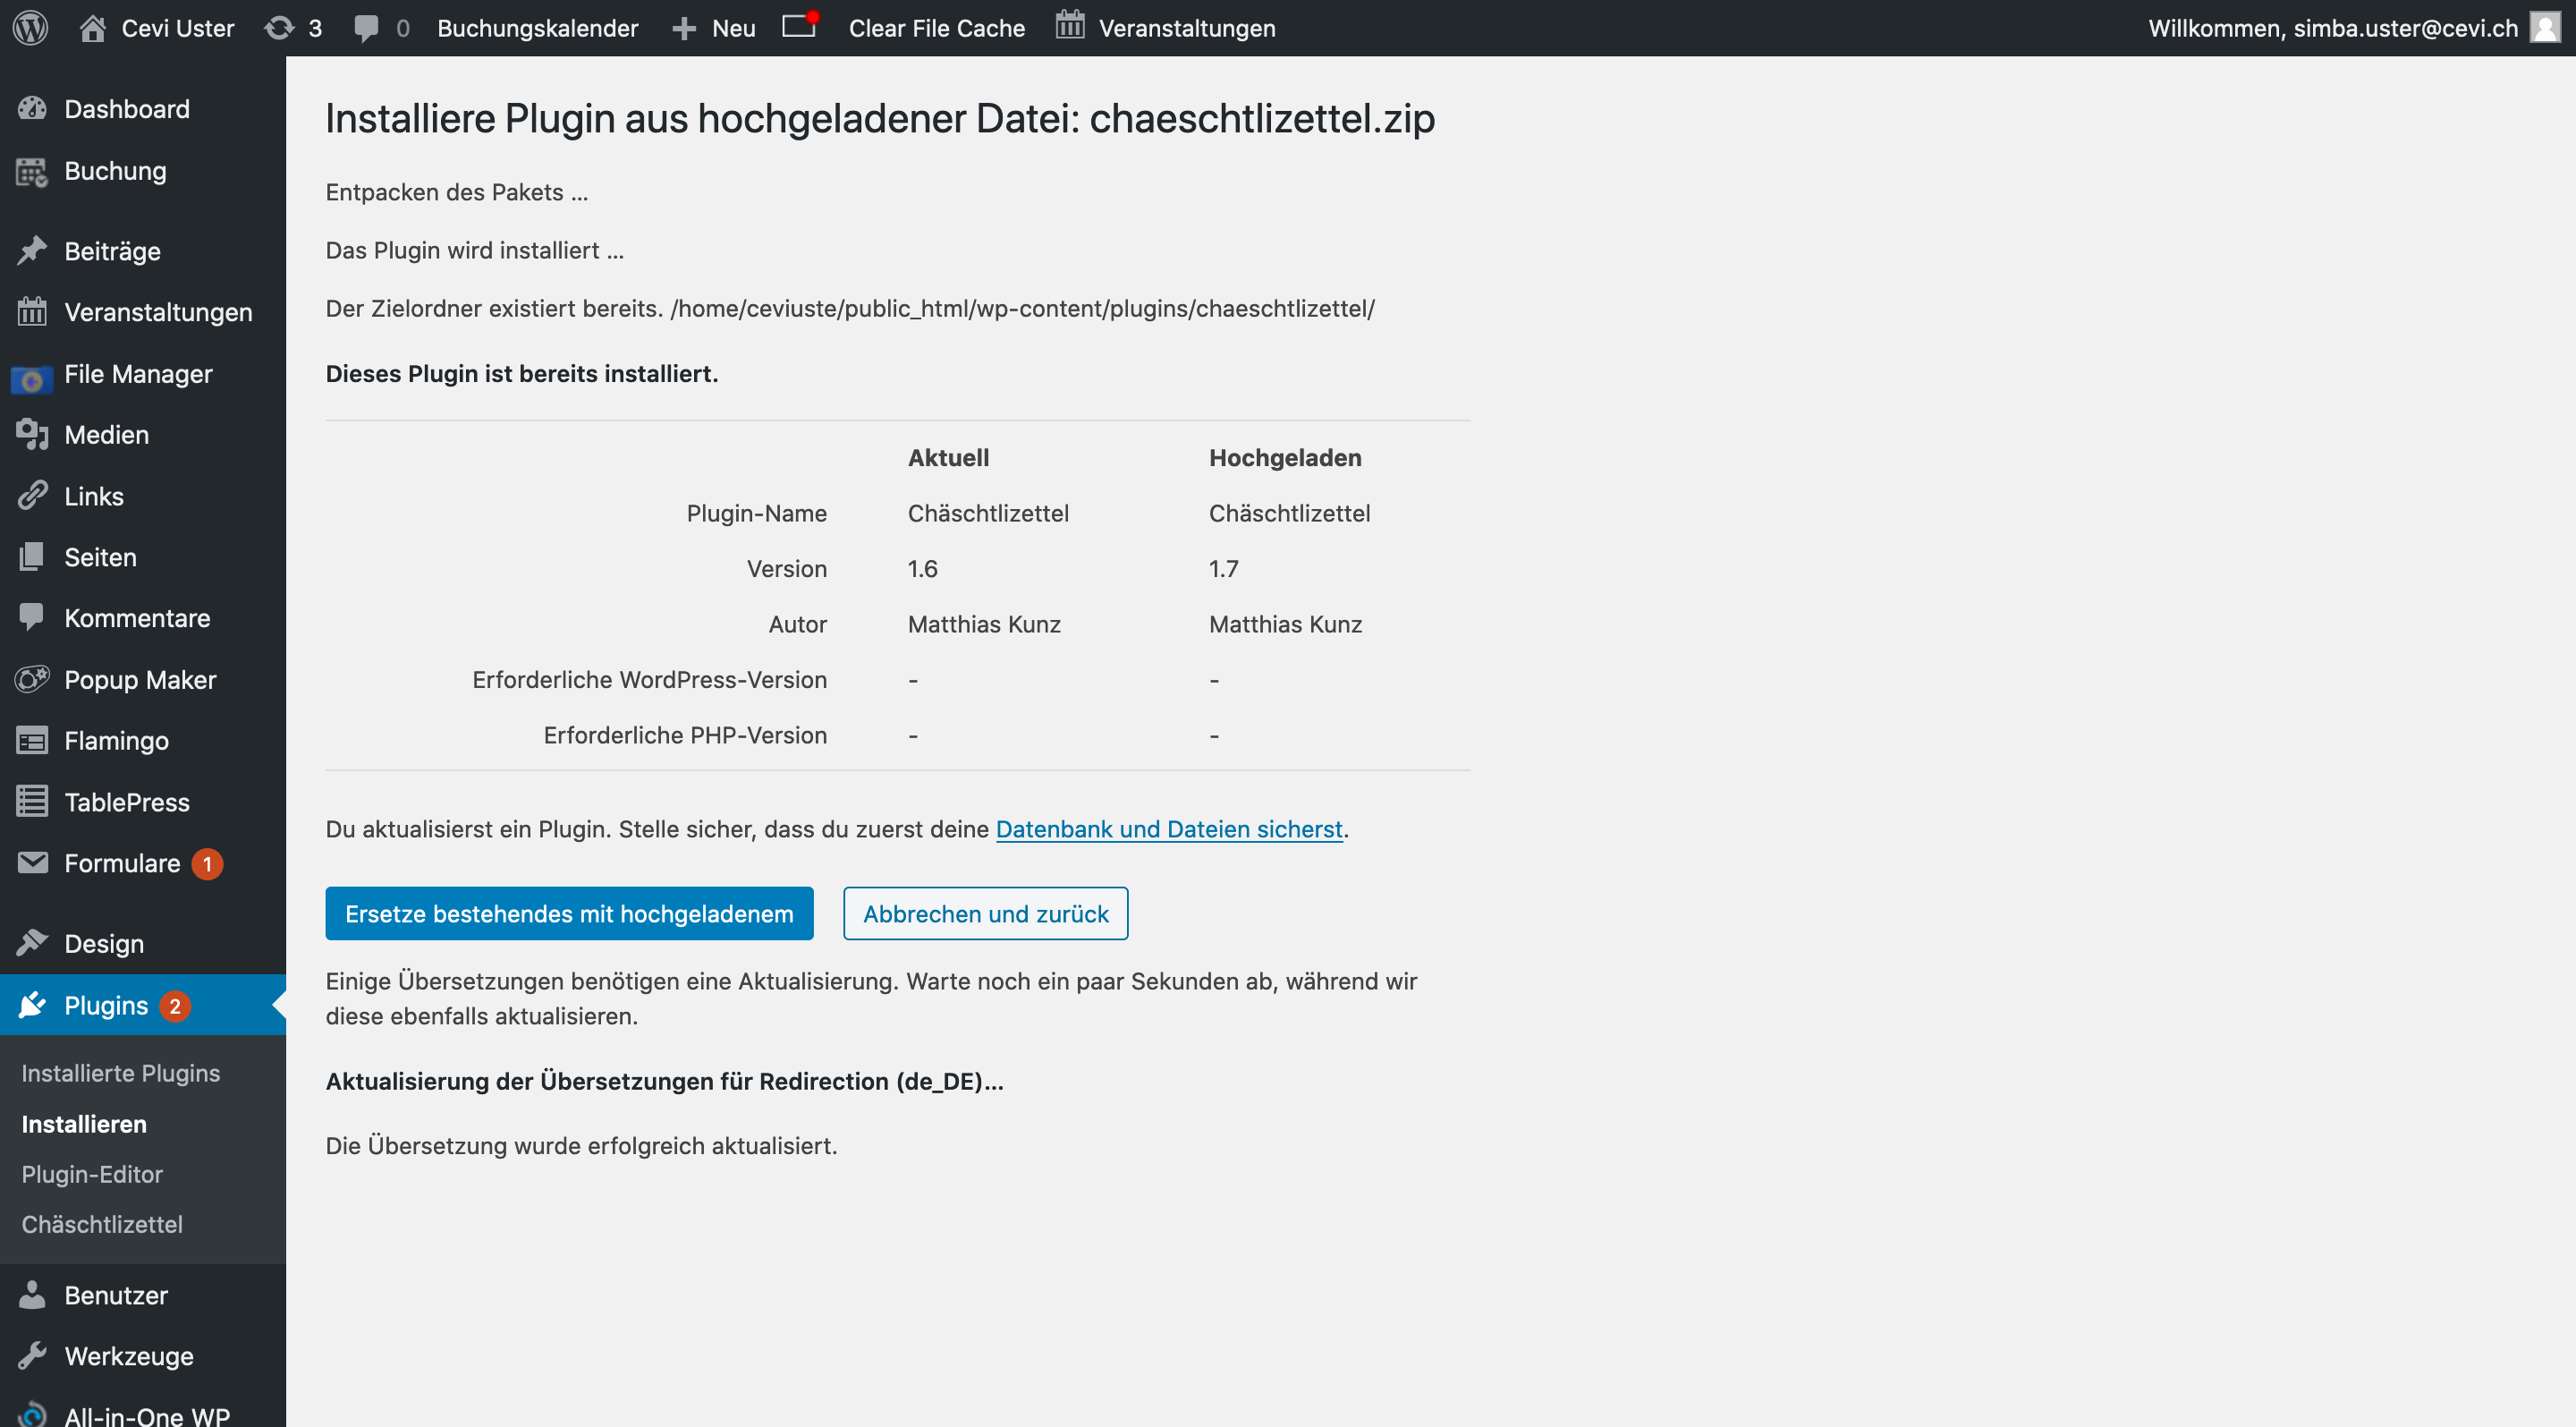 Cevi Uster
3
0
Buchungskalender
Neu
Clear File Cache
Veranstaltungen
Willkommen, simba.uster@cevi.ch
Dashboard
Buchung
Beiträge
Veranstaltungen
File Manager
Medien
Links
Seiten
Kommentare
Popup Maker
Flamingo
TablePress
Formulare 1
Design
Plugins 2
Installierte Plugins
Installieren
Plugin-Editor
Chäschtlizettel
Benutzer
Werkzeuge
All-in-One WP
Installiere Plugin aus hochgeladener Datei: chaeschtlizettel.zip
Entpacken des Pakets …
Das Plugin wird installiert …
Der Zielordner existiert bereits. /home/ceviuste/public_html/wp-content/plugins/chaeschtlizettel/
Dieses Plugin ist bereits installiert.
Aktuell Hochgeladen
Plugin-Name Chäschtlizettel Chäschtlizettel
Version 1.6 1.7
Autor Matthias Kunz Matthias Kunz
Erforderliche WordPress-Version - -
Erforderliche PHP-Version - -
Du aktualisierst ein Plugin. Stelle sicher, dass du zuerst deine Datenbank und Dateien sicherst.
Ersetze bestehendes mit hochgeladenem
Abbrechen und zurück
Einige Übersetzungen benötigen eine Aktualisierung. Warte noch ein paar Sekunden ab, während wir
diese ebenfalls aktualisieren.
Aktualisierung der Übersetzungen für Redirection (de_DE)…
Die Übersetzung wurde erfolgreich aktualisiert.